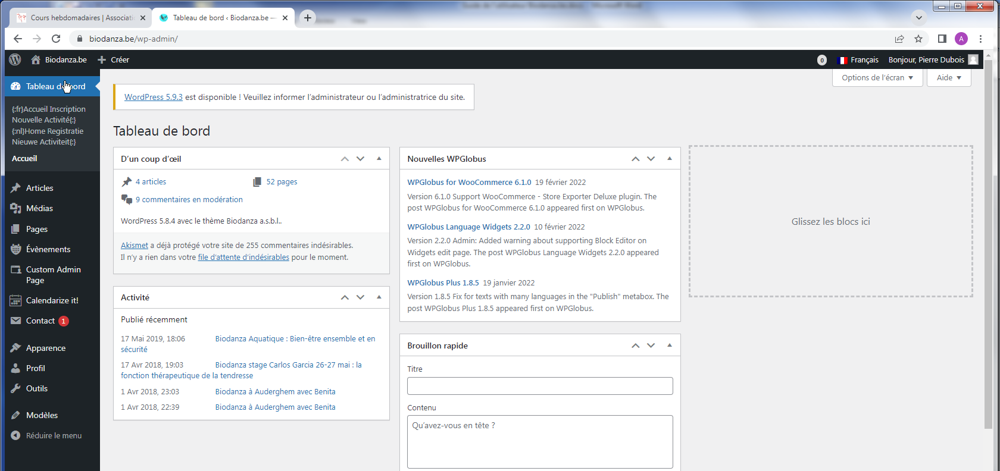 Cours hebdomadaires | Associati
Tableau de bord ‹ Biodanza.be —
biodanza.be/wp-admin/
A
Biodanza.be
Créer
0
Français
Bonjour, Pierre Dubois
Tableau de bord
Options de l’écran
Aide
WordPress 5.9.3 est disponible ! Veuillez informer l’administrateur ou l’administratrice du site.
{:fr}Accueil Inscription
Nouvelle Activité{:}
{:nl}Home Registratie
Nieuwe Activiteit{:}
Accueil
Articles
Médias
Pages
Évènements
Custom Admin
Page
Calendarize it!
Contact 1
Apparence
Profil
Outils
Modèles
Réduire le menu
Tableau de bord
D’un coup d’œil
4 articles
52 pages
9 commentaires en modération
WordPress 5.8.4 avec le thème Biodanza a.s.b.l..
Akismet a déjà protégé votre site de 255 commentaires indésirables.
Il n’y a rien dans votre file d’attente d’indésirables pour le moment.
Activité
Publié récemment
17 Mai 2019, 18:06 Biodanza Aquatique : Bien-être ensemble et en
sécurité
17 Avr 2018, 19:03 Biodanza stage Carlos Garcia 26-27 mai : la
fonction thérapeutique de la tendresse
1 Avr 2018, 23:03 Biodanza à Auderghem avec Benita
1 Avr 2018, 22:39 Biodanza à Auderghem avec Benita
Nouvelles WPGlobus
WPGlobus for WooCommerce 6.1.0 19 février 2022
Version 6.1.0 Support WooCommerce - Store Exporter Deluxe plugin. The
post WPGlobus for WooCommerce 6.1.0 appeared first on WPGlobus.
WPGlobus Language Widgets 2.2.0 10 février 2022
Version 2.2.0 Admin: Added warning about supporting Block Editor on
Widgets edit page. The post WPGlobus Language Widgets 2.2.0 appeared
first on WPGlobus.
WPGlobus Plus 1.8.5 19 janvier 2022
Version 1.8.5 Fix for texts with many languages in the "Publish" metabox. The
post WPGlobus Plus 1.8.5 appeared first on WPGlobus.
Brouillon rapide
Titre
Contenu
Qu’avez-vous en tête ?
Glissez les blocs ici